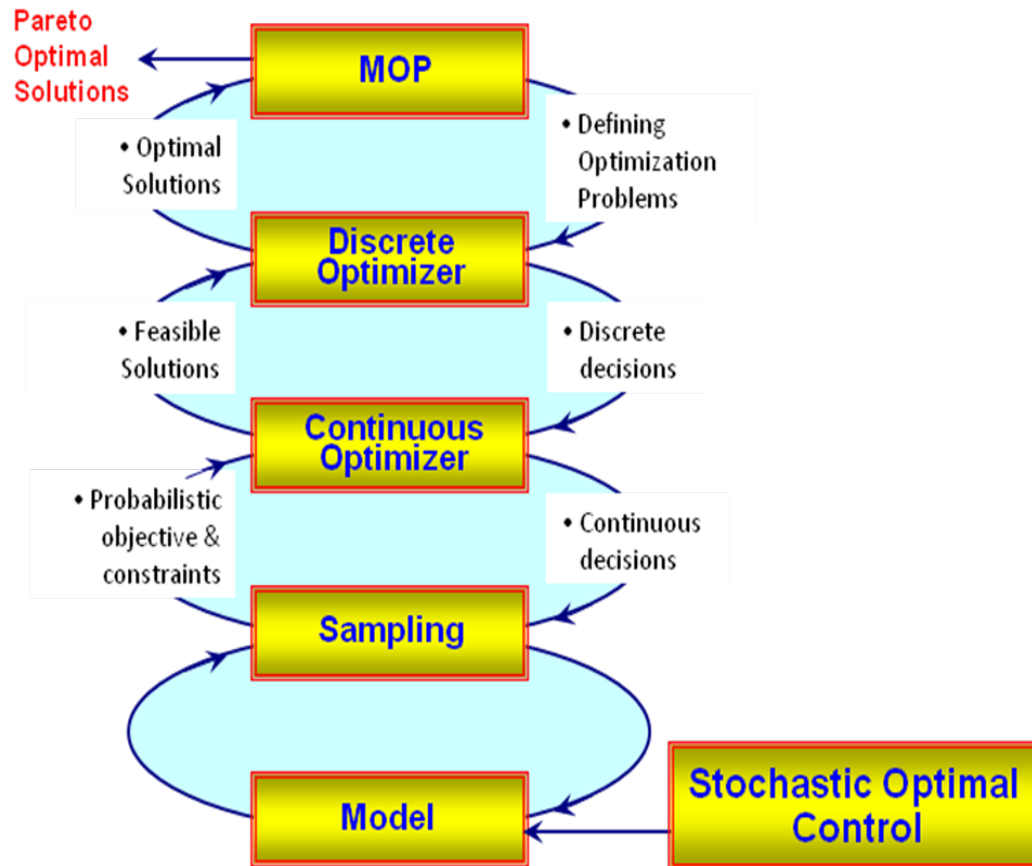 Pareto
Optimal
Solutions
MOP
• Optimal
Solutions
• Defining
Optimization
Problems
Discrete
Optimizer
• Feasible
Solutions
• Discrete
decisions
Continuous
Optimizer
• Probabilistic
objective &
constraints
• Continuous
decisions
Sampling
Model
Stochastic Optimal
Control